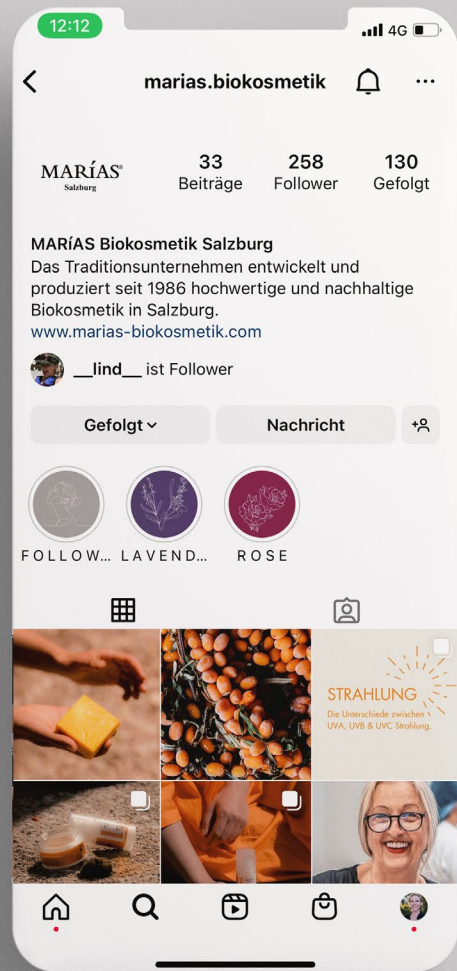 12:12
4G
marias.biokosmetik
MARÍAS®
Salzburg
33
Beiträge
258
Follower
130
Gefolgt
MARíAS Biokosmetik Salzburg
Das Traditionsunternehmen entwickelt und
produziert seit 1986 hochwertige und nachhaltige
Biokosmetik in Salzburg.
www.marias-biokosmetik.com
__lind__ ist Follower
Gefolgt
Nachricht
FOLLOW...
LAVEND...
ROSE
STRAHLUNG
Die Unterschiede zwischen
UVA, UVB & UVC Strahlung.